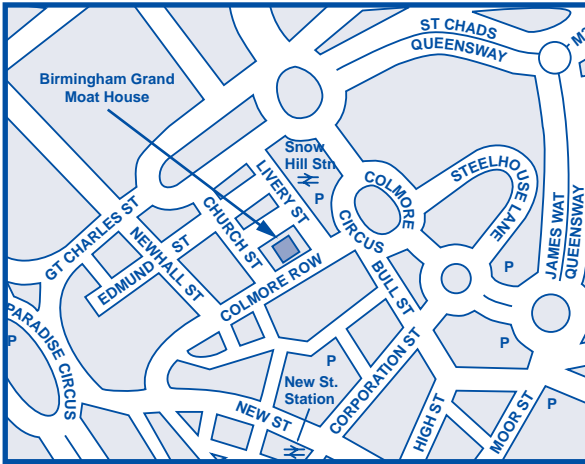 ST CHADS
QUEENSWAY
Birmingham Grand
Moat House
Snow
Hill Stn
P
COLMORE
CIRCUS
STEELHOUSE
LANE
JAMES WAT
QUEENSWAY
LIVERY ST
CHURCH ST
GT CHARLES ST
NEWHALL ST
EDMUND ST
COLMORE ROW
BULL ST
P
PARADISE CIRCUS
P
P
P
New St.
Station
CORPORATION ST
NEW ST
HIGH ST
MOOR ST
P